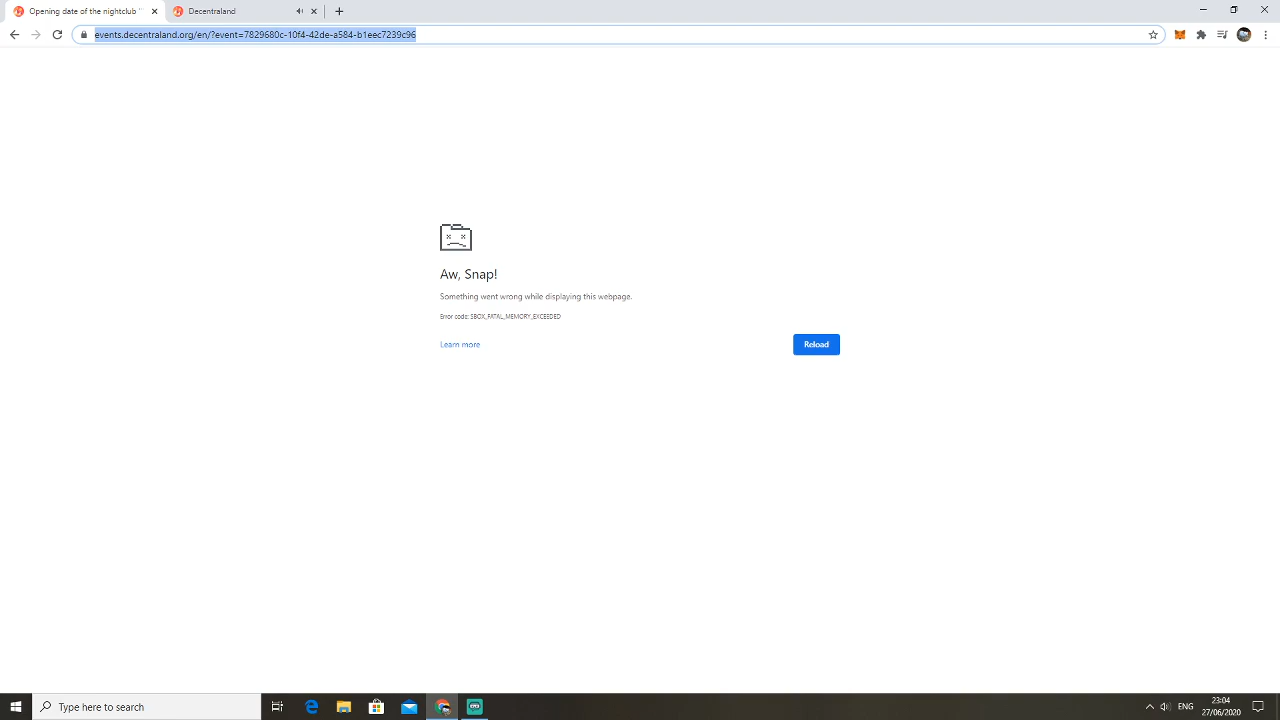 Opening date of the nightclub "
Decentraland
events.decentraland.org/en/?event=7829680c-10f4-42de-a584-b1eec7239c96
Aw, Snap!
Something went wrong while displaying this webpage.
Error code: SBOX_FATAL_MEMORY_EXCEEDED
Learn more
Reload
Type here to search
ENG
23:04
27/06/2020